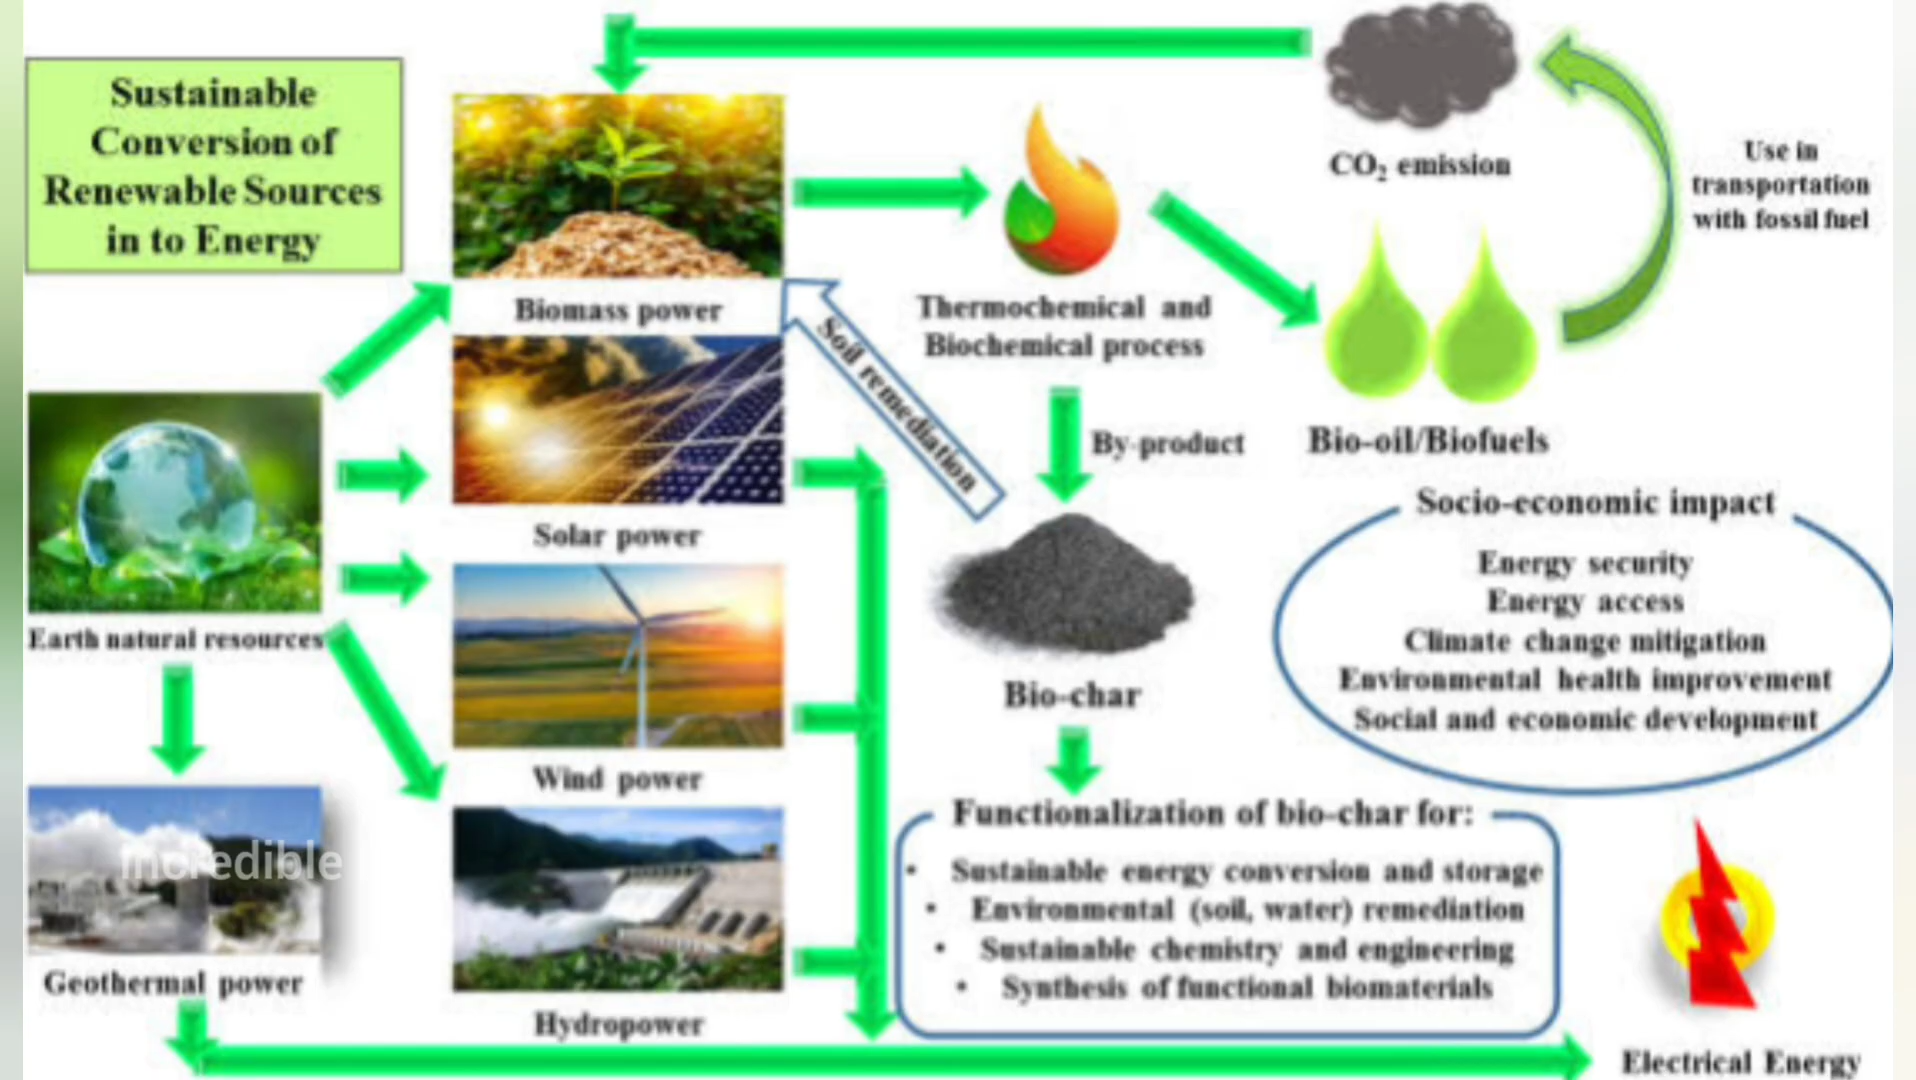 Sustainable
Conversion of
Renewable Sources
in to Energy
CO₂ emission
Use in
transportation
with fossil fuel
Biomass power
Thermochemical and
Biochemical process
Soil remediation
By-product
Bio-oil/Biofuels
Solar power
Earth natural resources
Socio-economic impact
Energy security
Energy access
Climate change mitigation
Environmental health improvement
Social and economic development
Bio-char
Wind power
Functionalization of bio-char for:
• Sustainable energy conversion and storage
• Environmental (soil, water) remediation
• Sustainable chemistry and engineering
• Synthesis of functional biomaterials
incredible
Geothermal power
Hydropower
Electrical Energy